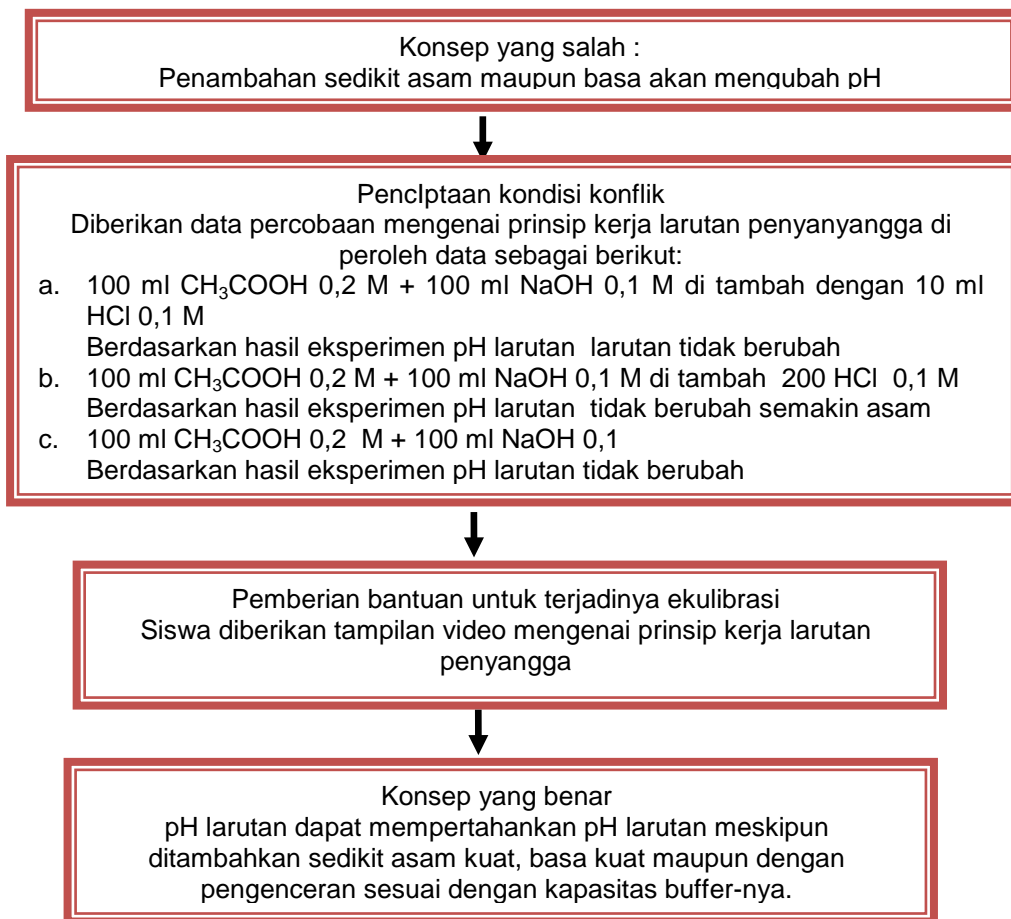 Konsep yang salah :
Penambahan sedikit asam maupun basa akan mengubah pH
PencIptaan kondisi konflik
Diberikan data percobaan mengenai prinsip kerja larutan penyanyangga di
peroleh data sebagai berikut:
a. 100 ml CH₃COOH 0,2 M + 100 ml NaOH 0,1 M di tambah dengan 10 ml
HCl 0,1 M
Berdasarkan hasil eksperimen pH larutan larutan tidak berubah
b. 100 ml CH₃COOH 0,2 M + 100 ml NaOH 0,1 M di tambah 200 HCl 0,1 M
Berdasarkan hasil eksperimen pH larutan tidak berubah semakin asam
c. 100 ml CH₃COOH 0,2 M + 100 ml NaOH 0,1
Berdasarkan hasil eksperimen pH larutan tidak berubah
Pemberian bantuan untuk terjadinya ekulibrasi
Siswa diberikan tampilan video mengenai prinsip kerja larutan
penyangga
Konsep yang benar
pH larutan dapat mempertahankan pH larutan meskipun
ditambahkan sedikit asam kuat, basa kuat maupun dengan
pengenceran sesuai dengan kapasitas buffer-nya.